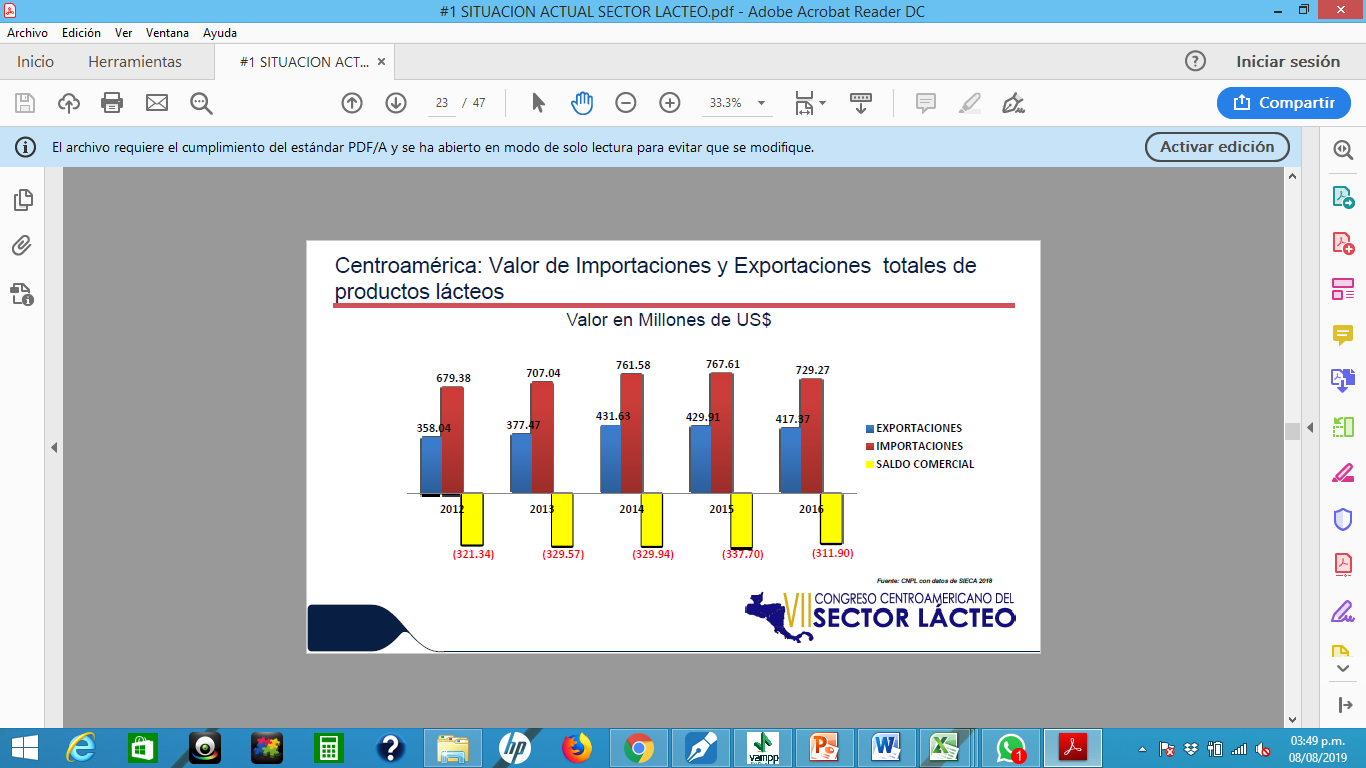 #1 SITUACION ACTUAL SECTOR LACTEO.pdf - Adobe Acrobat Reader DC
Archivo Edición Ver Ventana Ayuda
Inicio Herramientas #1 SITUACION ACT... × Iniciar sesión
23 / 47 33.3% Compartir
El archivo requiere el cumplimiento del estándar PDF/A y se ha abierto en modo de solo lectura para evitar que se modifique. Activar edición
Centroamérica: Valor de Importaciones y Exportaciones totales de
productos lácteos
Valor en Millones de US$
679.38 707.04 761.58 767.61 729.27
358.04 377.47 431.63 429.91 417.37
EXPORTACIONES
IMPORTACIONES
SALDO COMERCIAL
2012 2013 2014 2015 2016
(321.34) (329.57) (329.94) (337.70) (311.90)
Fuente: CNPL con datos de SIECA 2018
VII CONGRESO CENTROAMERICANO DEL
SECTOR LÁCTEO
hp vampp 1
03:49 p.m.
08/08/2019